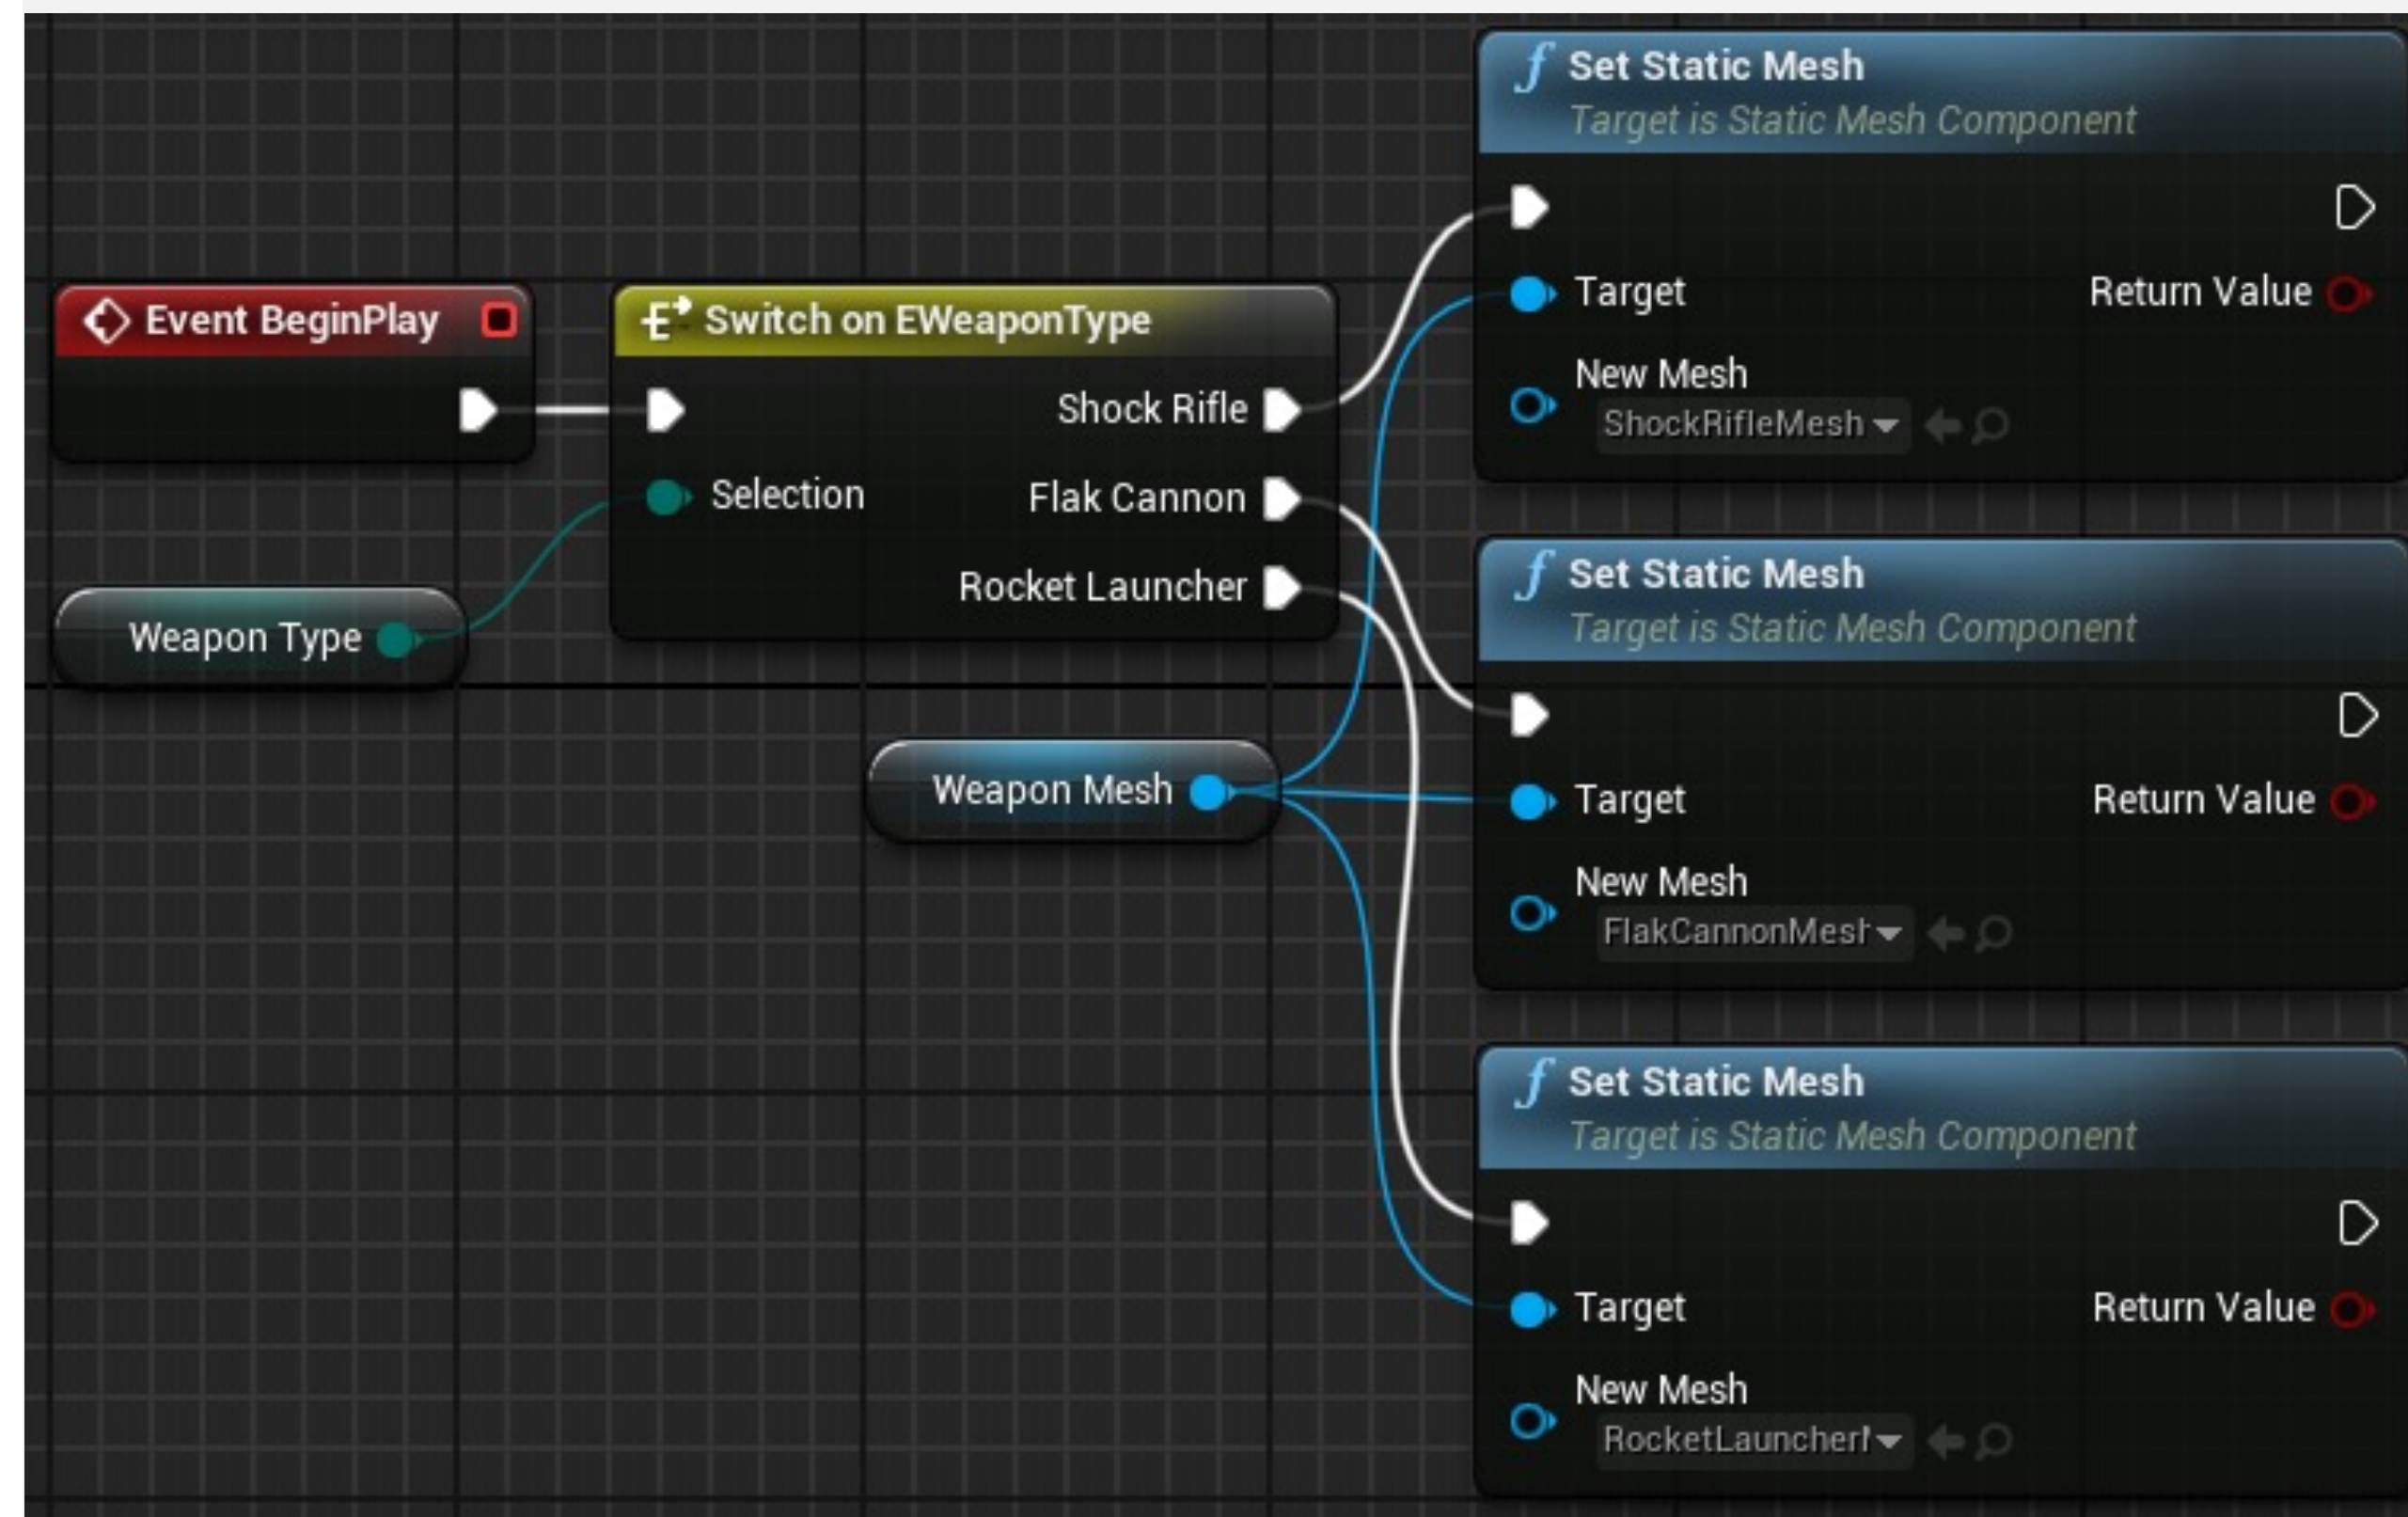 Event BeginPlay
Weapon Type
Switch on EWeaponType
Shock Rifle
Selection
Flak Cannon
Rocket Launcher
Weapon Mesh
Set Static Mesh
Target is Static Mesh Component
Target
Return Value
New Mesh
ShockRifleMesh
Set Static Mesh
Target is Static Mesh Component
Target
Return Value
New Mesh
FlakCannonMesh
Set Static Mesh
Target is Static Mesh Component
Target
Return Value
New Mesh
RocketLauncher